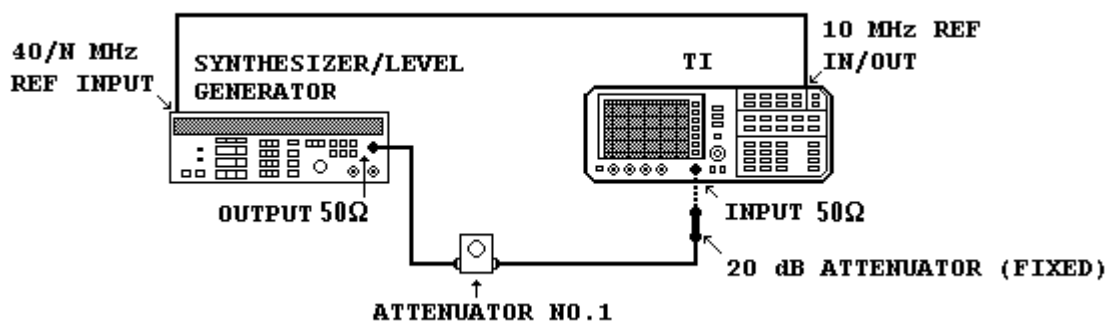 40/N MHz
REF INPUT
SYNTHESIZER/LEVEL
GENERATOR
TI
10 MHz REF
IN/OUT
OUTPUT 50Ω
INPUT 50Ω
20 dB ATTENUATOR (FIXED)
ATTENUATOR NO.1